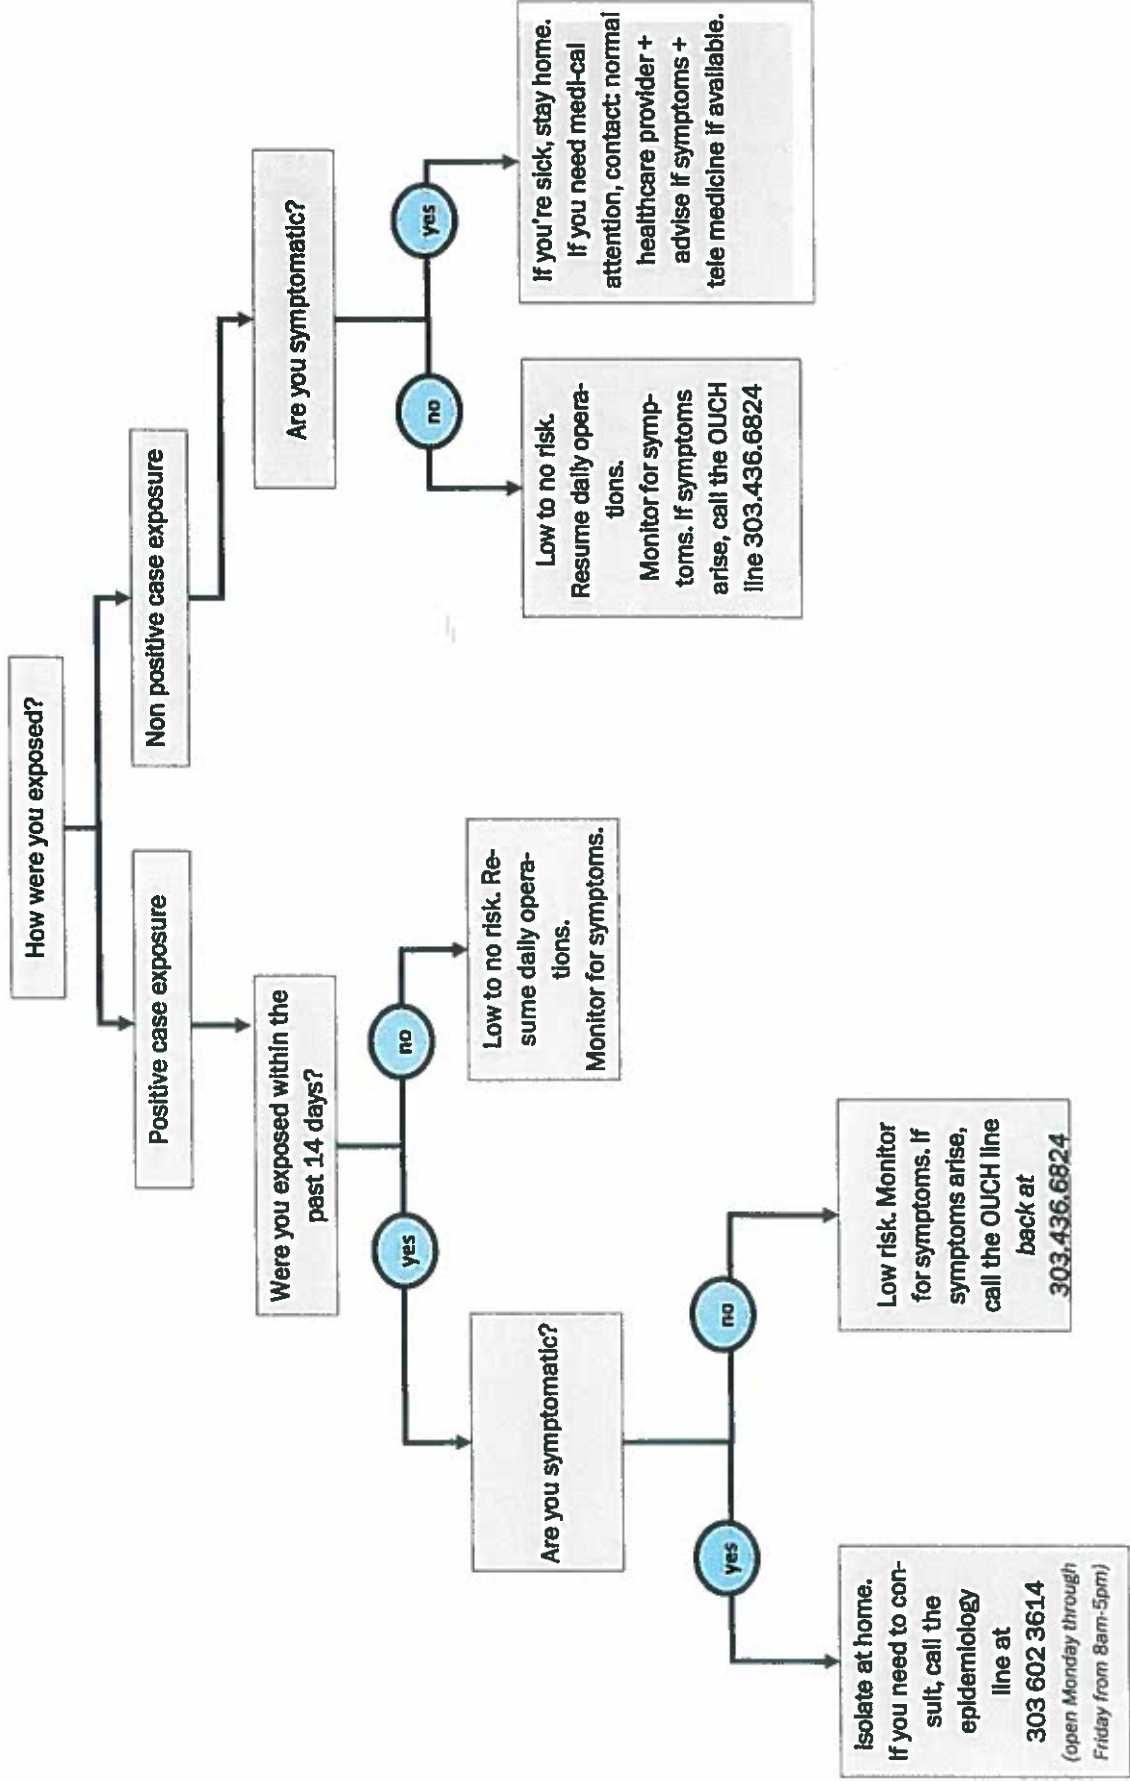 How were you exposed?
Positive case exposure
Non positive case exposure
Were you exposed within the
past 14 days?
Are you symptomatic?
yes
no
no
yes
Are you symptomatic?
Low to no risk. Re-
sume daily opera-
tions.
Monitor for symptoms.
Low to no risk.
Resume daily opera-
tions.
Monitor for symp-
toms. If symptoms
arise, call the OUCH
line 303.436.6824
If you're sick, stay home.
If you need medi-cal
attention, contact: normal
healthcare provider +
advise if symptoms +
tele medicine if available.
yes
no
Isolate at home.
If you need to con-
sult, call the
epidemiology
line at
303 602 3614
(open Monday through
Friday from 8am-5pm)
Low risk. Monitor
for symptoms. If
symptoms arise,
call the OUCH line
back at
303.436.6824